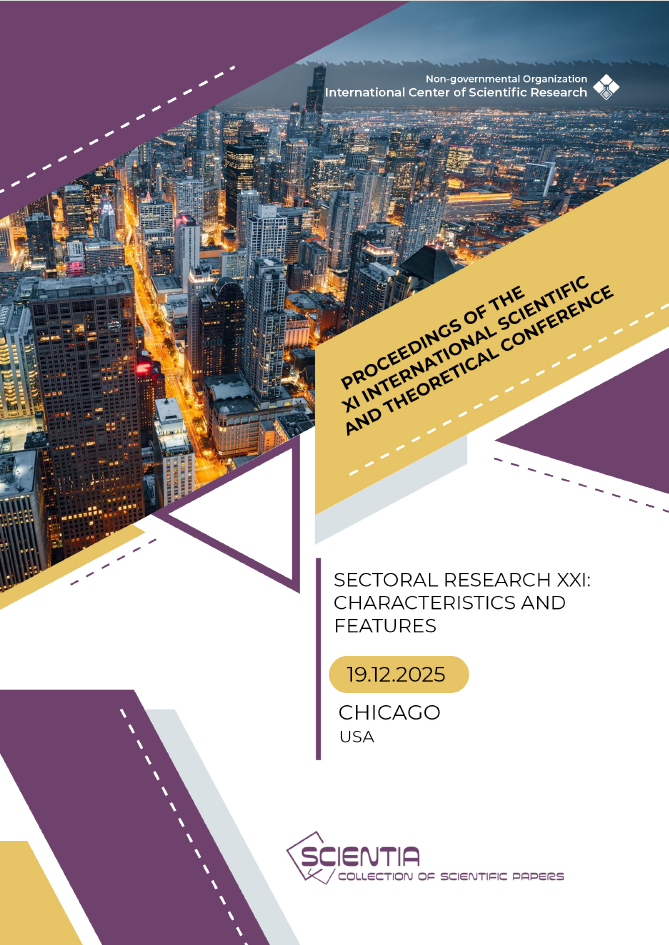 Non-governmental Organization
International Center of Scientific Research
PROCEEDINGS OF THE
XI INTERNATIONAL SCIENTIFIC
AND THEORETICAL CONFERENCE
SECTORAL RESEARCH XXI:
CHARACTERISTICS AND
FEATURES
19.12.2025
CHICAGO
USA
SCIENTIA
COLLECTION OF SCIENTIFIC PAPERS